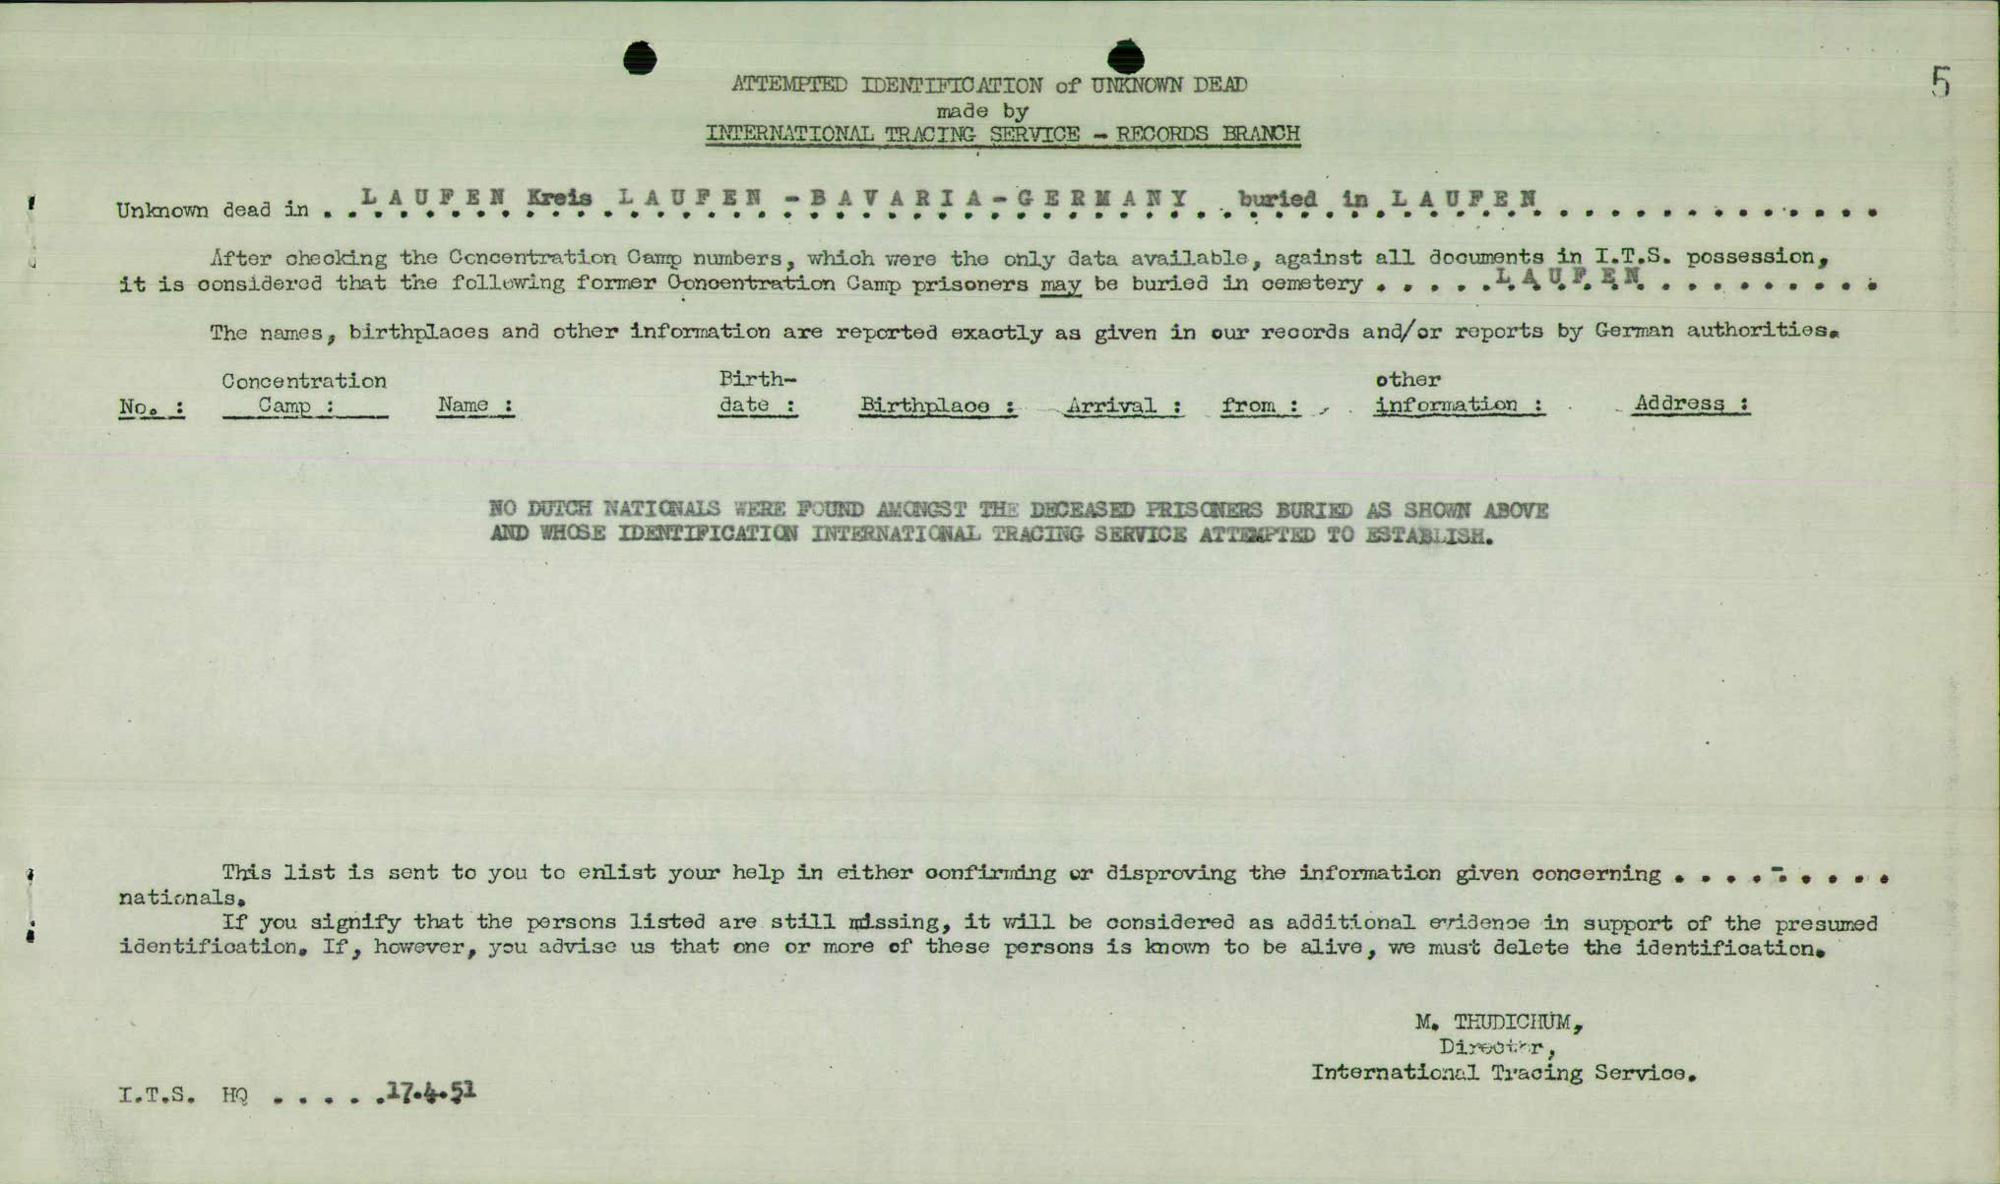 5
ATTEMPTED IDENTIFICATION of UNKNOWN DEAD
made by
INTERNATIONAL TRACING SERVICE - RECORDS BRANCH
Unknown dead in . . L A U F E N Kreis L A U F E N - B A V A R I A - G E R M A N Y . . buried in L A U F E N . . . . . . . . . . . . .
After checking the Concentration Camp numbers, which were the only data available, against all documents in I.T.S. possession,
it is considered that the following former Concentration Camp prisoners may be buried in cemetery . . . . . L A U F E N . . . . . . . . .
The names, birthplaces and other information are reported exactly as given in our records and/or reports by German authorities.
No. : Concentration Camp : Name : Birth-date : Birthplace : Arrival : from : other information : Address :
NO DUTCH NATIONALS WERE FOUND AMONGST THE DECEASED PRISONERS BURIED AS SHOWN ABOVE
AND WHOSE IDENTIFICATION INTERNATIONAL TRACING SERVICE ATTEMPTED TO ESTABLISH.
This list is sent to you to enlist your help in either confirming or disproving the information given concerning . . . . - . . . . .
nationals.
If you signify that the persons listed are still missing, it will be considered as additional evidence in support of the presumed
identification. If, however, you advise us that one or more of these persons is known to be alive, we must delete the identification.
M. THUDICHUM,
Director,
International Tracing Service.
I.T.S. HQ . . . . .17.4.51